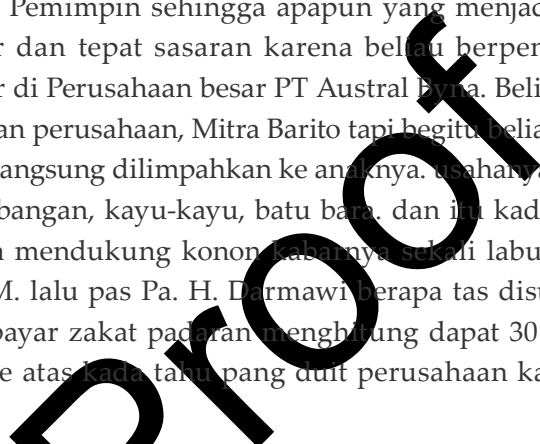 Pemimpin sehingga apapun yang menjad
r dan tepat sasaran karena beliau berpen
r di Perusahaan besar PT Austral Byna. Beli
an perusahaan, Mitra Barito tapi begitu belia
angsung dilimpahkan ke anaknya. usahanya
bangan, kayu-kayu, batu bara. dan itu kad
n mendukung konon kabarnya sekali labu
M. lalu pas Pa. H. Darmawi berapa tas dist
payar zakat padaran menghitung dapat 30
e atas kada tahu pang duit perusahaan ka
Proof